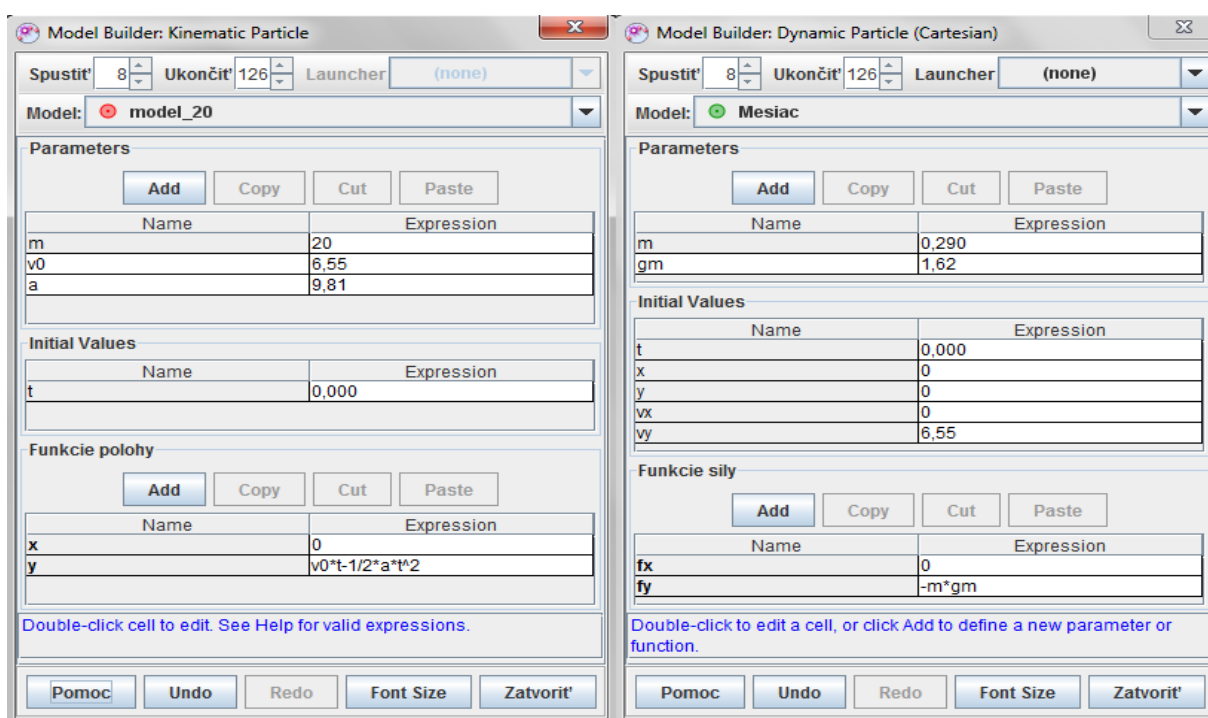 Model Builder: Kinematic Particle
Spustiť 8 Ukončiť 126 Launcher (none)
Model: model_20
Parameters
Add Copy Cut Paste
Name Expression
m 20
v0 6,55
a 9,81
Initial Values
Name Expression
t 0,000
Funkcie polohy
Add Copy Cut Paste
Name Expression
x 0
y v0*t-1/2*a*t^2
Double-click cell to edit. See Help for valid expressions.
Pomoc Undo Redo Font Size Zatvoriť
Model Builder: Dynamic Particle (Cartesian)
Spustiť 8 Ukončiť 126 Launcher (none)
Model: Mesiac
Parameters
Add Copy Cut Paste
Name Expression
m 0,290
gm 1,62
Initial Values
Name Expression
t 0,000
x 0
y 0
vx 0
vy 6,55
Funkcie sily
Add Copy Cut Paste
Name Expression
fx 0
fy -m*gm
Double-click to edit a cell, or click Add to define a new parameter or
function.
Pomoc Undo Redo Font Size Zatvoriť